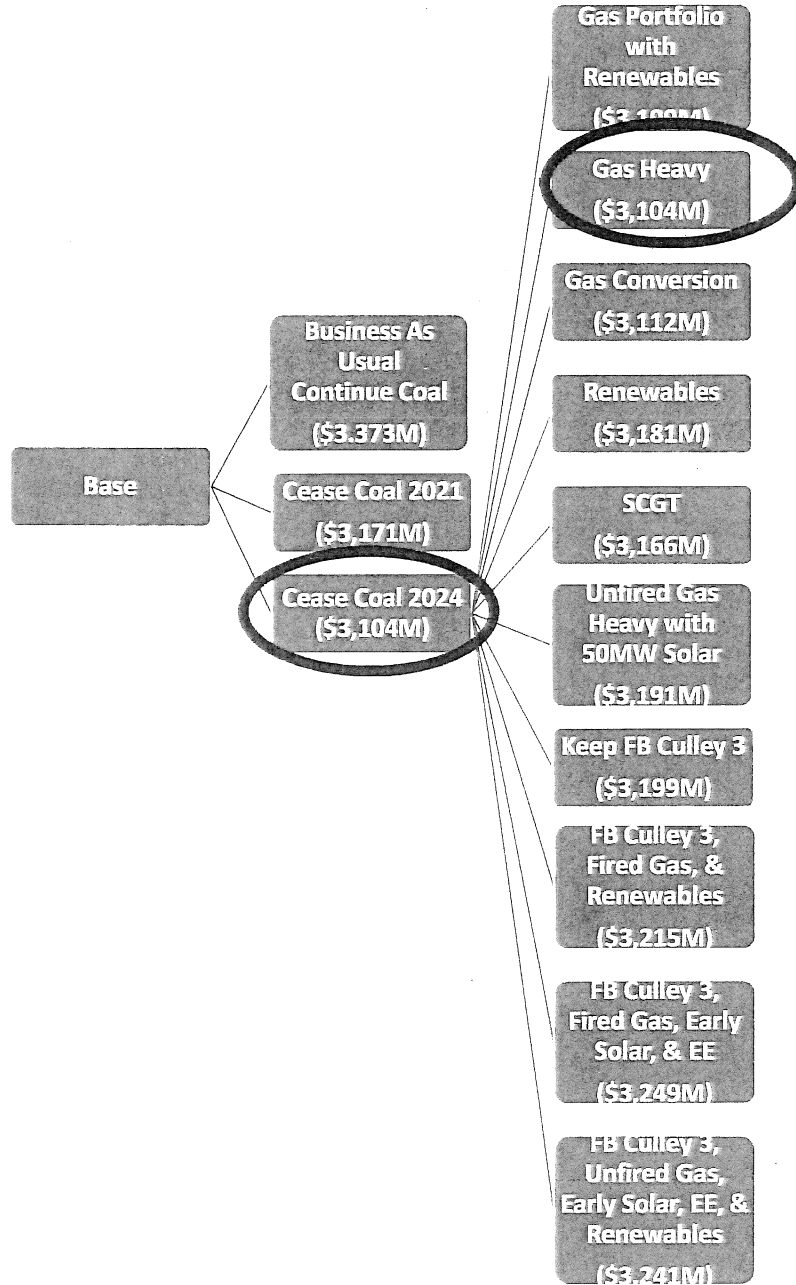 Base
Business As
Usual
Continue Coal
($3.373M)
Cease Coal 2021
($3,171M)
Cease Coal 2024
($3,104M)
Gas Portfolio
with
Renewables
Gas Heavy
($3,104M)
Gas Conversion
($3,112M)
Renewables
($3,181M)
SCGT
($3,166M)
Unfired Gas
Heavy with
50MW Solar
($3,191M)
Keep FB Culley 3
($3,199M)
FB Culley 3,
Fired Gas, &
Renewables
($3,215M)
FB Culley 3,
Fired Gas, Early
Solar, & EE
($3,249M)
FB Culley 3,
Unfired Gas,
Early Solar, EE, &
Renewables
($3,241M)